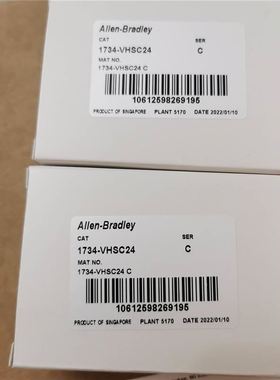 Allen-Bradley
CAT SER
1734-VHSC24 C
MAT NO.
1734-VHSC24 C
10612598269195
PRODUCT OF SINGAPORE PLANT 5170 DATE 2022/01/10
Allen-Bradley
CAT SER
1734-VHSC24 C
MAT NO.
1734-VHSC24 C
10612598269195
PRODUCT OF SINGAPORE PLANT 5170 DATE 2022/01/10